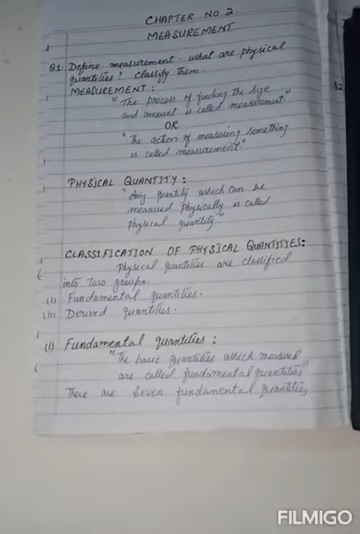 CHAPTER NO 2
MEASUREMENT
Q1 Define measurement. what are physical
quantities? Classify them.
MEASUREMENT:
"The process of finding the size
and amount is called measurement."
OR
"The action of measuring something
is called measurement"
PHYSICAL QUANTITY:
"Any quantity which can be
measured physically is called
physical quantity."
CLASSIFICATION OF PHYSICAL QUANTITIES:
Physical quantities are classified
into two groups.
(i) Fundamental quantities.
(ii) Derived quantities.
(i) Fundamental quantities:
"The base quantities which measured
are called fundamental quantities"
There are seven fundamental quantities
Q2
FILMIGO